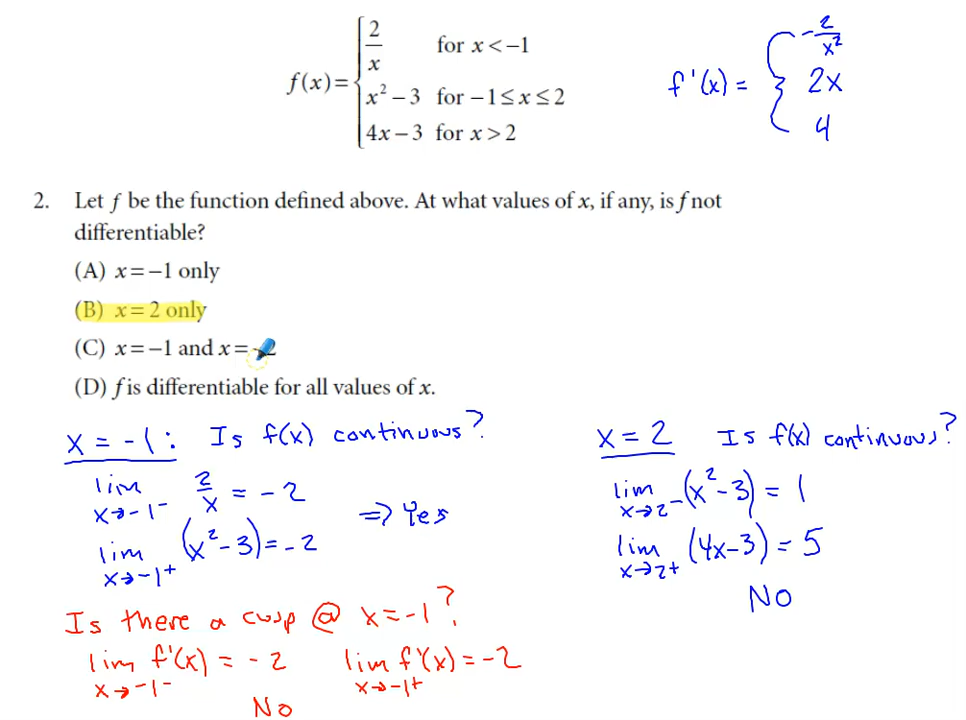 f(x)= { 2/x for x<−1
x² − 3 for −1≤x≤2
4x−3 for x>2
f'(x) = { -2/x²
2x
4
2. Let f be the function defined above. At what values of x, if any, is f not
differentiable?
(A) x=−1 only
(B) x=2 only
(C) x=−1 and x=
(D) f is differentiable for all values of x.
x = -1: Is f(x) continuous?
lim x→-1⁻ 2/x = -2
lim x→-1⁺ (x²-3)=-2
⇒ Yes
Is there a cusp @ x=-1?
lim x→-1⁻ f'(x) = -2 lim x→-1⁺ f'(x) = -2
No
x = 2 Is f(x) continuous?
lim x→2⁻ (x²-3) = 1
lim x→2⁺ (4x-3) = 5
No